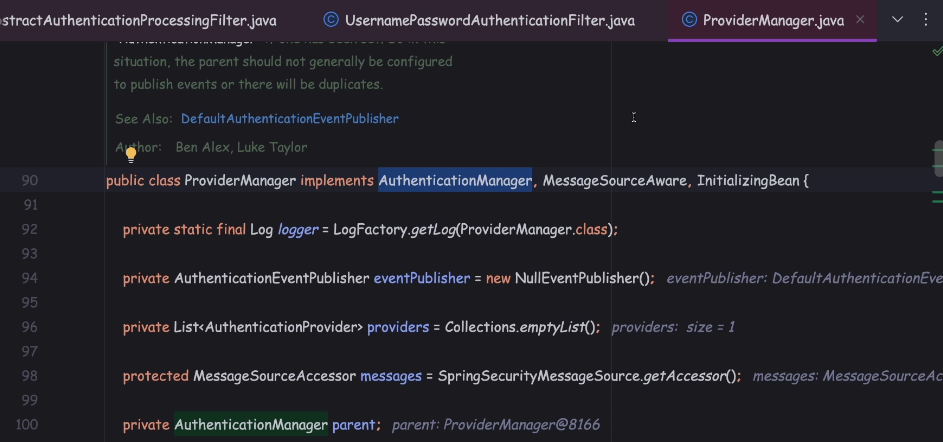 stractAuthenticationProcessingFilter.java UsernamePasswordAuthenticationFilter.java ProviderManager.java
situation, the parent should not generally be configured
to publish events or there will be duplicates.
See Also: DefaultAuthenticationEventPublisher
Author: Ben Alex, Luke Taylor
90 public class ProviderManager implements AuthenticationManager, MessageSourceAware, InitializingBean {
91
92 private static final Log logger = LogFactory.getLog(ProviderManager.class);
93
94 private AuthenticationEventPublisher eventPublisher = new NullEventPublisher(); eventPublisher: DefaultAuthenticationEve
95
96 private List<AuthenticationProvider> providers = Collections.emptyList(); providers: size = 1
97
98 protected MessageSourceAccessor messages = SpringSecurityMessageSource.getAccessor(); messages: MessageSourceAc
99
100 private AuthenticationManager parent; parent: ProviderManager@8166